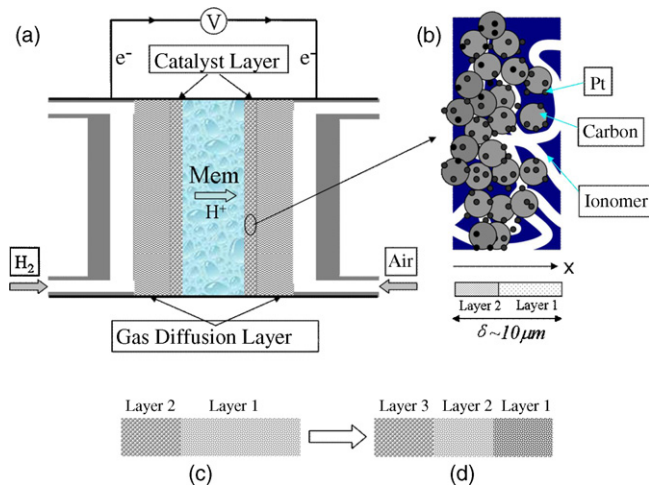 (a)
V
e-
e-
Catalyst Layer
Mem
H+
H2
Air
Gas Diffusion Layer
(b)
Pt
Carbon
Ionomer
x
Layer 2 Layer 1
δ~10μm
Layer 2 Layer 1
(c)
Layer 3 Layer 2 Layer 1
(d)